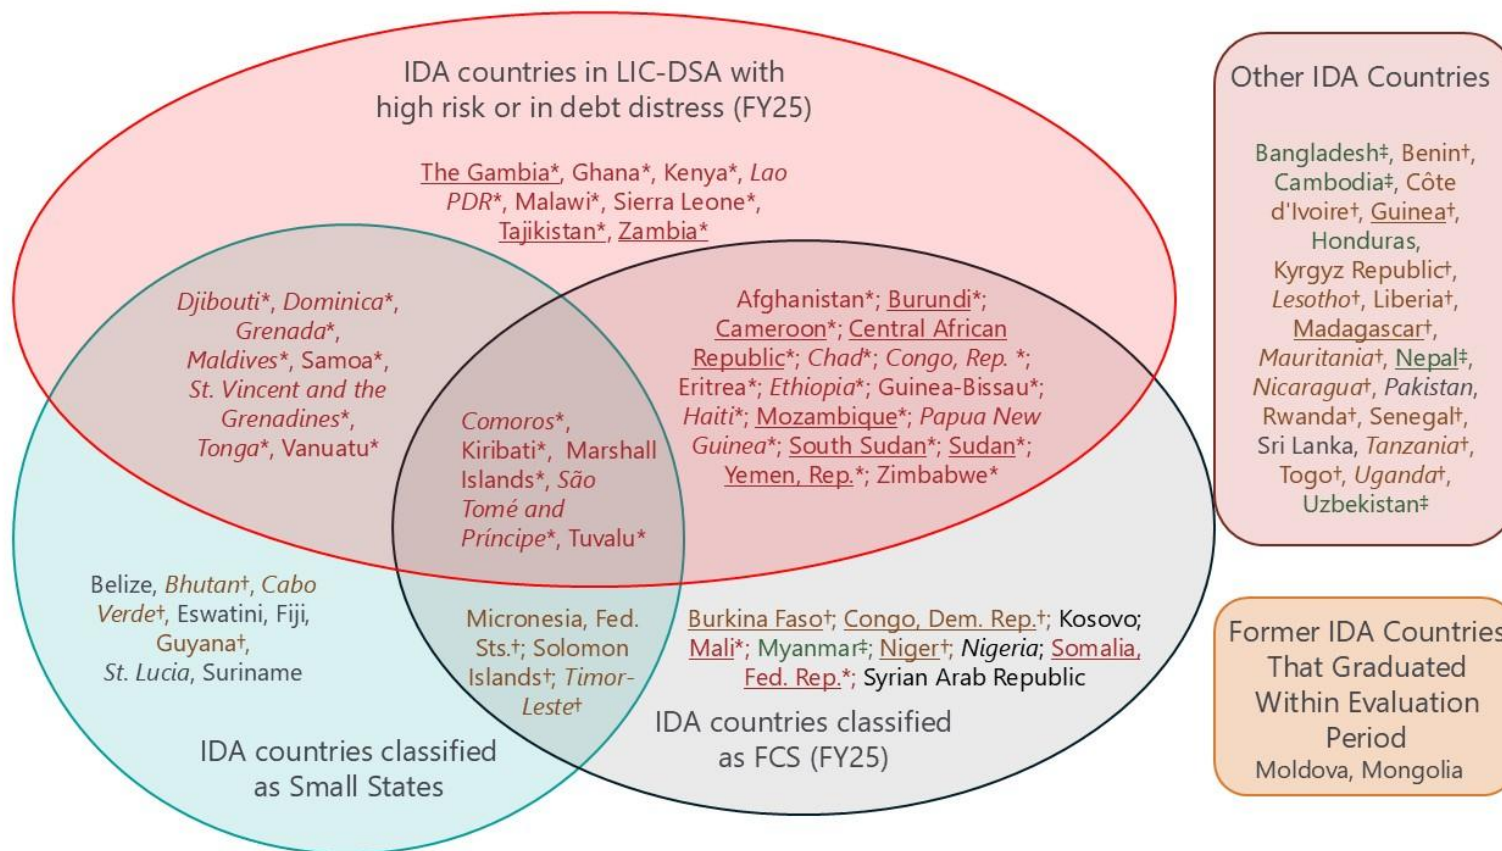 IDA countries in LIC-DSA with
high risk or in debt distress (FY25)
The Gambia*, Ghana*, Kenya*, Lao
PDR*, Malawi*, Sierra Leone*,
Tajikistan*, Zambia*
Djibouti*, Dominica*,
Grenada*,
Maldives*, Samoa*,
St. Vincent and the
Grenadines*,
Tonga*, Vanuatu*
Comoros*,
Kiribati*, Marshall
Islands*, São
Tomé and
Príncipe*, Tuvalu*
Afghanistan*; Burundi*;
Cameroon*; Central African
Republic*; Chad*; Congo, Rep. *;
Eritrea*; Ethiopia*; Guinea-Bissau*;
Haiti*; Mozambique*; Papua New
Guinea*; South Sudan*; Sudan*;
Yemen, Rep.*; Zimbabwe*
Belize, Bhutan†, Cabo
Verde†, Eswatini, Fiji,
Guyana†,
St. Lucia, Suriname
IDA countries classified
as Small States
Micronesia, Fed.
Sts.†; Solomon
Islands†; Timor-
Leste†
Burkina Faso†; Congo, Dem. Rep.†; Kosovo;
Mali*; Myanmar‡; Niger†; Nigeria; Somalia,
Fed. Rep.*; Syrian Arab Republic
IDA countries classified
as FCS (FY25)
Other IDA Countries
Bangladesh‡, Benin†,
Cambodia‡, Côte
d'Ivoire†, Guinea†,
Honduras,
Kyrgyz Republic†,
Lesotho†, Liberia†,
Madagascar†,
Mauritania†, Nepal‡,
Nicaragua†, Pakistan,
Rwanda†, Senegal†,
Sri Lanka, Tanzania†,
Togo†, Uganda†,
Uzbekistan‡
Former IDA Countries
That Graduated
Within Evaluation
Period
Moldova, Mongolia